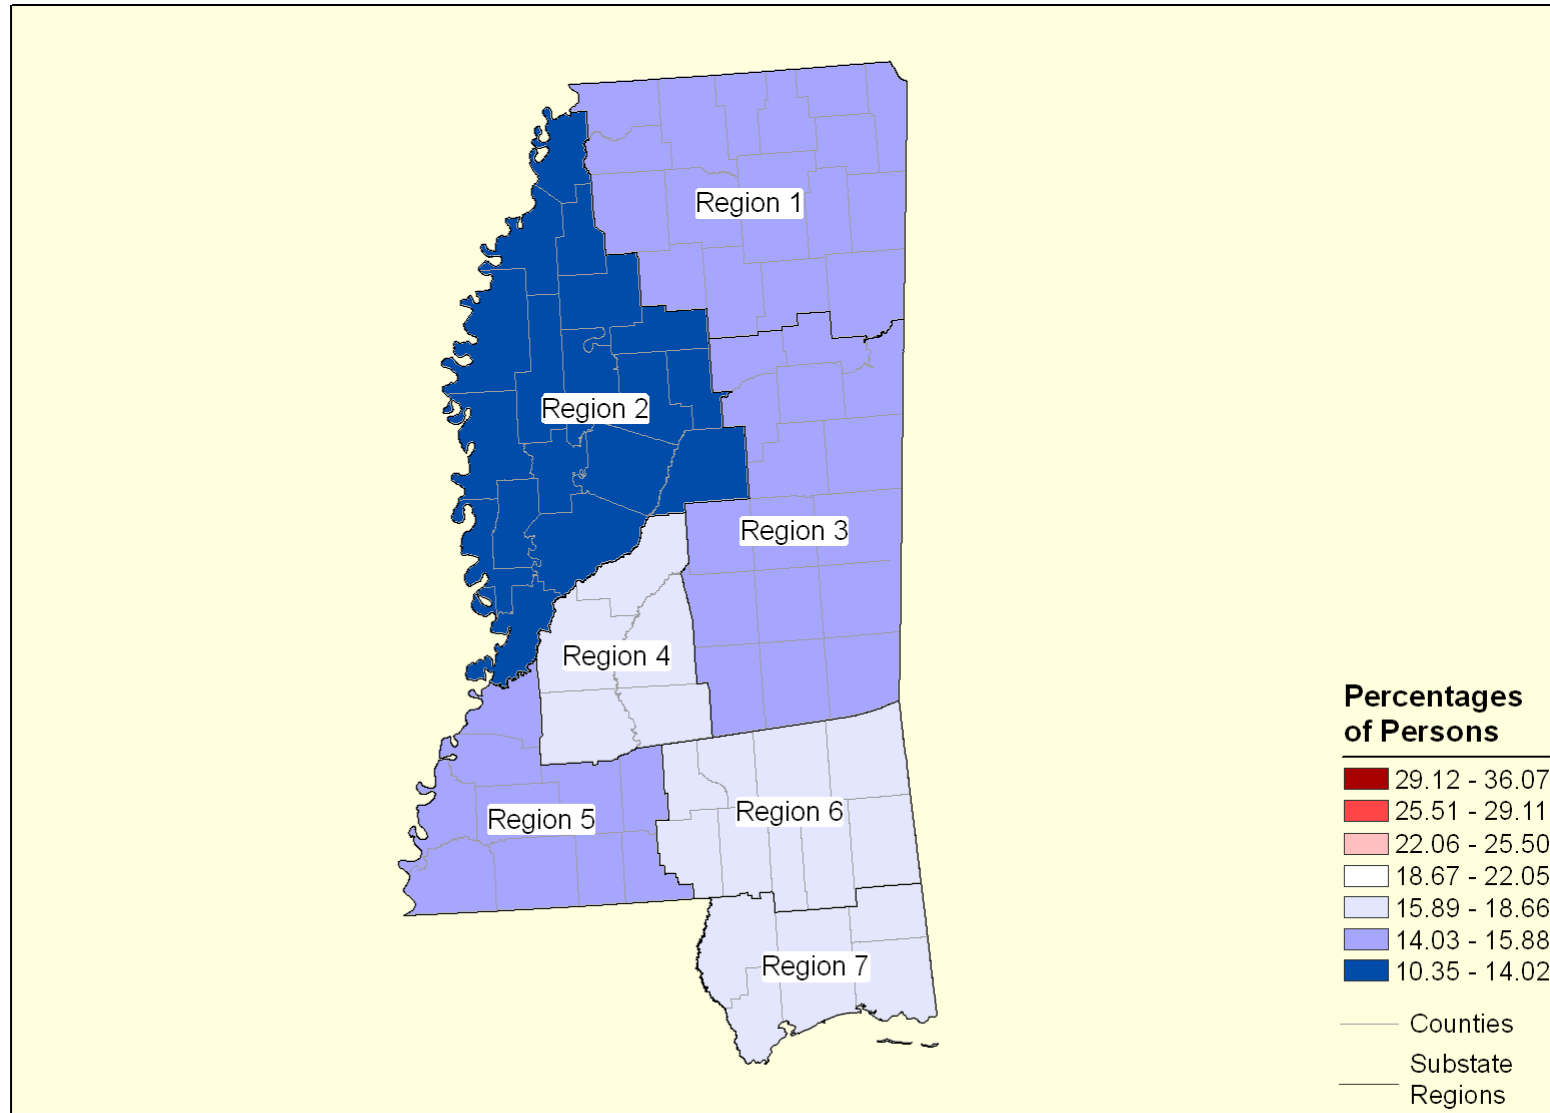 Region 1
Region 2
Region 3
Region 4
Region 5
Region 6
Region 7
Percentages
of Persons
29.12 - 36.07
25.51 - 29.11
22.06 - 25.50
18.67 - 22.05
15.89 - 18.66
14.03 - 15.88
10.35 - 14.02
Counties
Substate
Regions